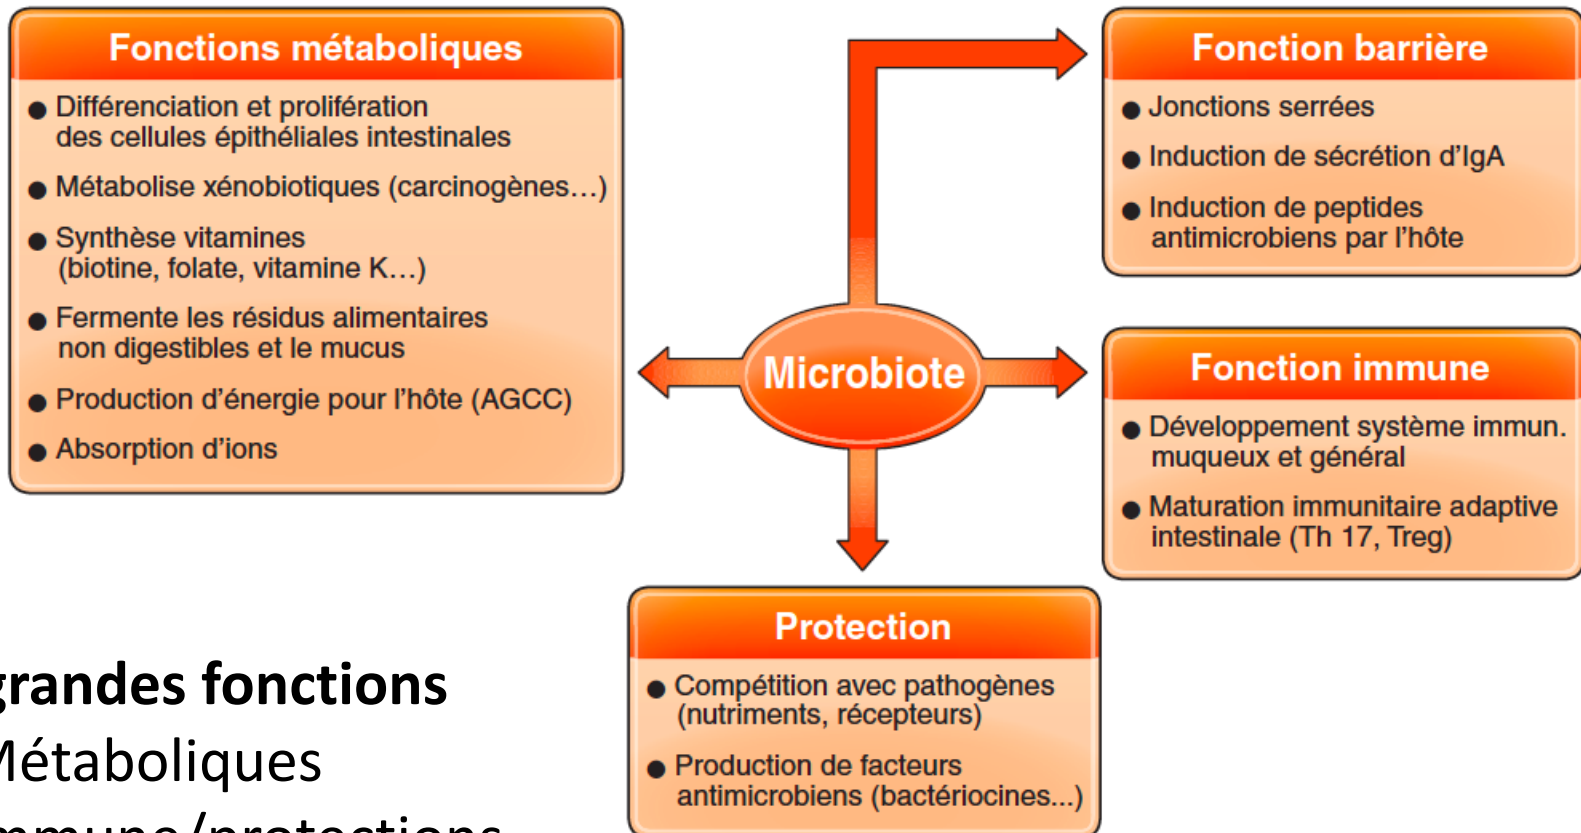 Fonctions métaboliques
● Différenciation et prolifération
des cellules épithéliales intestinales
● Métabolise xénobiotiques (carcinogènes…)
● Synthèse vitamines
(biotine, folate, vitamine K…)
● Fermente les résidus alimentaires
non digestibles et le mucus
● Production d’énergie pour l’hôte (AGCC)
● Absorption d’ions
Microbiote
Fonction barrière
● Jonctions serrées
● Induction de sécrétion d’IgA
● Induction de peptides
antimicrobiens par l’hôte
Fonction immune
● Développement système immun.
muqueux et général
● Maturation immunitaire adaptive
intestinale (Th 17, Treg)
Protection
● Compétition avec pathogènes
(nutriments, récepteurs)
● Production de facteurs
antimicrobiens (bactériocines...)
grandes fonctions
Métaboliques
mmune/protections